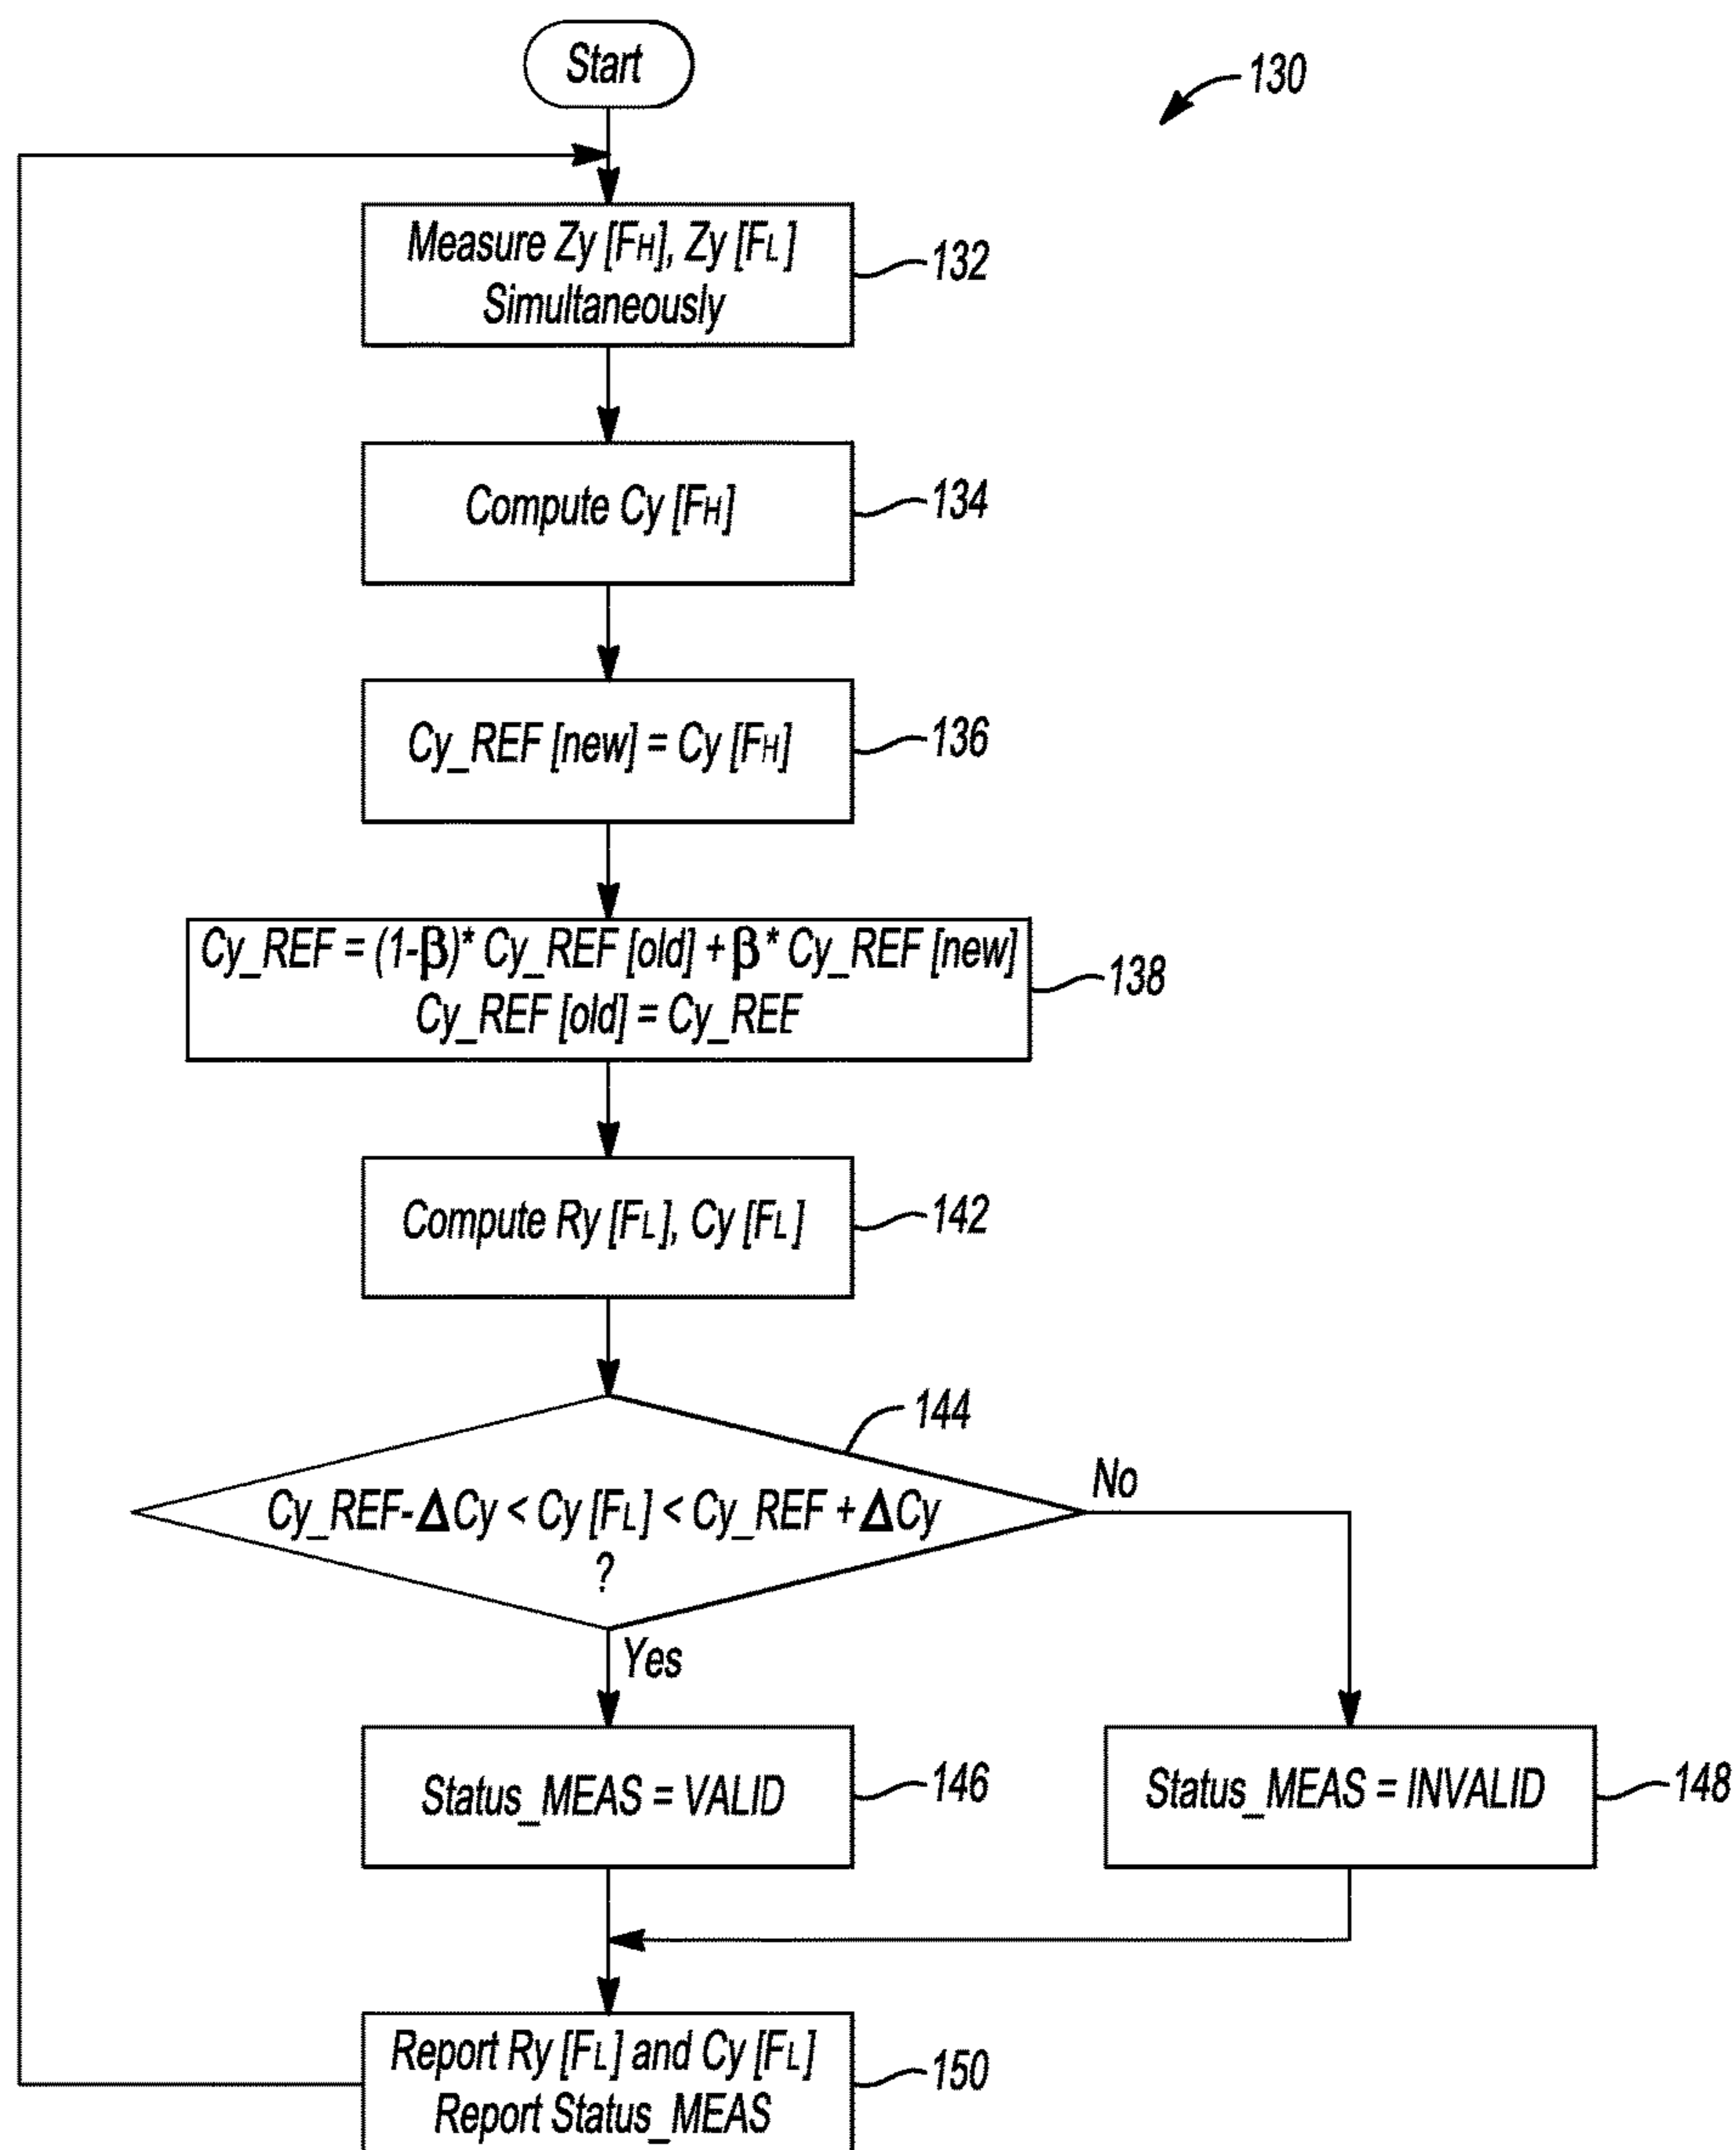 Start
130
Measure Zy [FH], Zy [FL]
Simultaneously
132
Compute Cy [FH]
134
Cy_REF [new] = Cy [FH]
136
Cy_REF = (1-β)* Cy_REF [old] + β* Cy_REF [new]
Cy_REF [old] = Cy_REF
138
Compute Ry [FL], Cy [FL]
142
144
Cy_REF-ΔCy < Cy [FL] < Cy_REF + ΔCy
?
No
Yes
Status_MEAS = VALID
146
Status_MEAS = INVALID
148
Report Ry [FL] and Cy [FL]
Report Status_MEAS
150